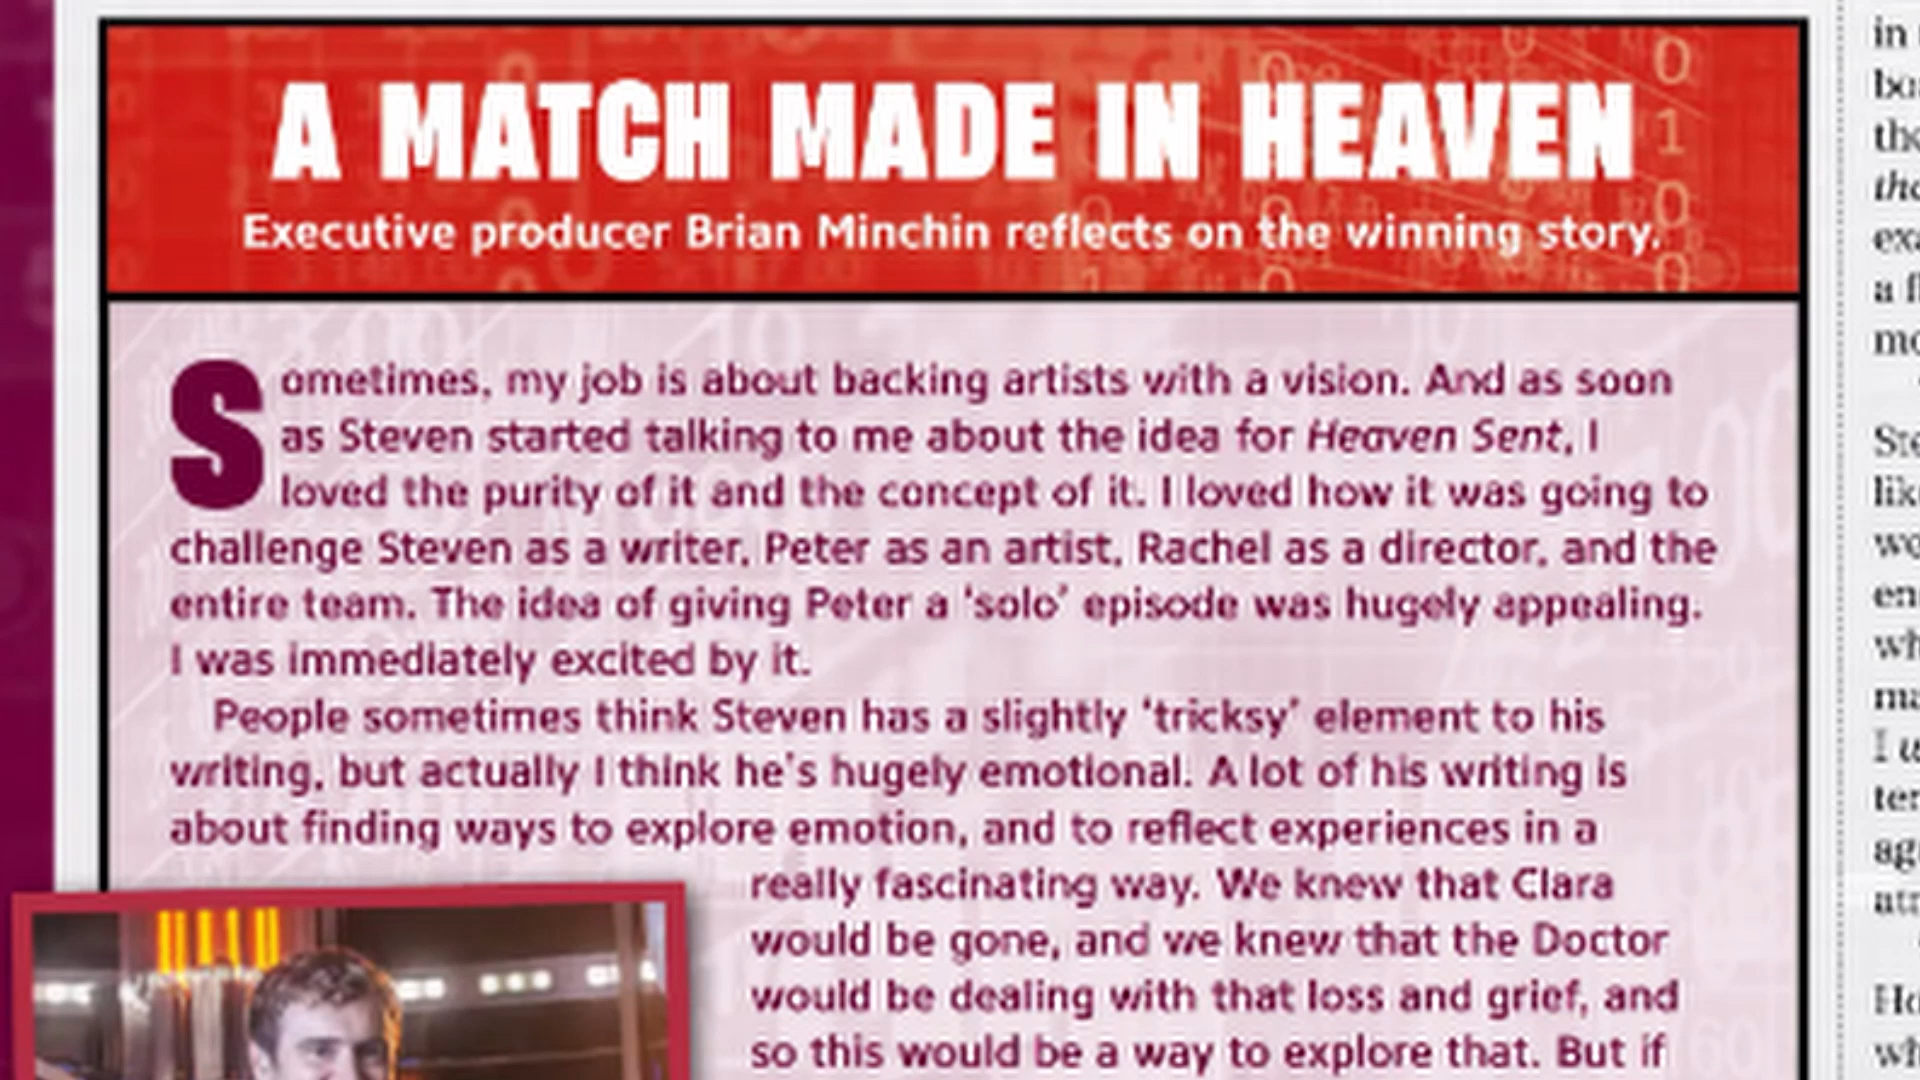 A MATCH MADE IN HEAVEN
Executive producer Brian Minchin reflects on the winning story.
Sometimes, my job is about backing artists with a vision. And as soon
as Steven started talking to me about the idea for Heaven Sent, I
loved the purity of it and the concept of it. I loved how it was going to
challenge Steven as a writer, Peter as an artist, Rachel as a director, and the
entire team. The idea of giving Peter a ‘solo’ episode was hugely appealing.
I was immediately excited by it.
People sometimes think Steven has a slightly ‘tricksy’ element to his
writing, but actually I think he’s hugely emotional. A lot of his writing is
about finding ways to explore emotion, and to reflect experiences in a
really fascinating way. We knew that Clara
would be gone, and we knew that the Doctor
would be dealing with that loss and grief, and
so this would be a way to explore that. But if
in
a
I